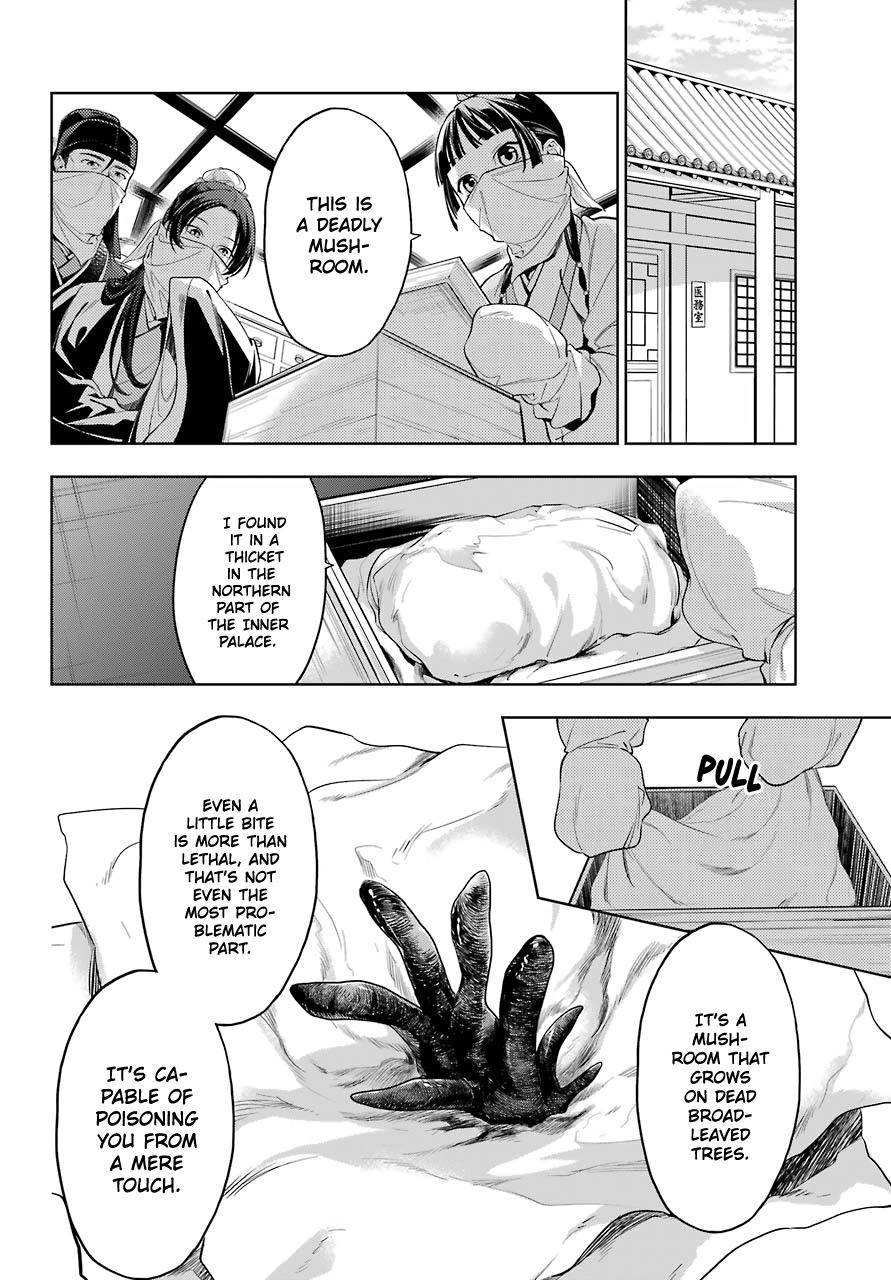 医務室
THIS IS
A DEADLY
MUSH-
ROOM.
I FOUND
IT IN A
THICKET
IN THE
NORTHERN
PART OF
THE INNER
PALACE.
PULL
IT'S A
MUSH-
ROOM THAT
GROWS
ON DEAD
BROAD-
LEAVED
TREES.
EVEN A
LITTLE BITE
IS MORE THAN
LETHAL, AND
THAT'S NOT
EVEN THE
MOST PRO-
BLEMATIC
PART.
IT'S CA-
PABLE OF
POISONING
YOU FROM
A MERE
TOUCH.